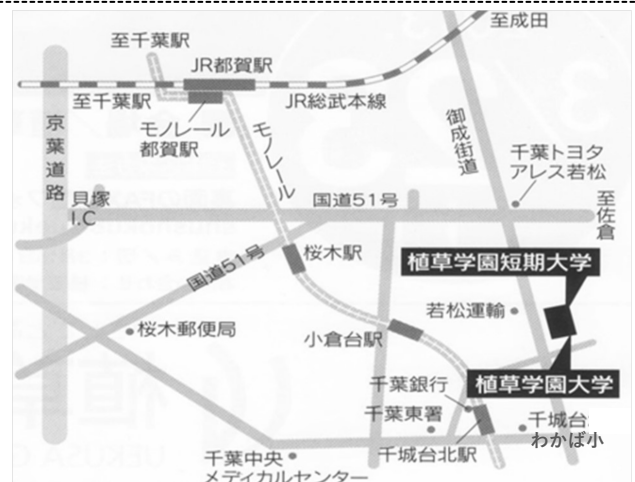 至成田
至千葉駅
JR都賀駅
至千葉駅
JR総武本線
モノレール
都賀駅
京葉道路
モノレール
御成街道
千葉トヨタ
アレス若松
貝塚
I.C
国道51号
至佐倉
国道51号
桜木駅
植草学園短期大学
若松運輸
桜木郵便局
小倉台駅
植草学園大学
千葉銀行
千葉東署
千城台
わかば小
千城台北駅
千葉中央
メディカルセンター